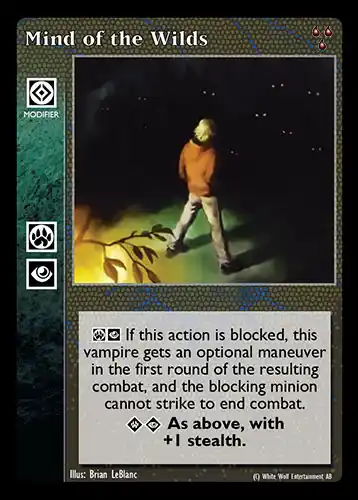 Mind of the Wilds
MODIFIER
If this action is blocked, this
vampire gets an optional maneuver
in the first round of the resulting
combat, and the blocking minion
cannot strike to end combat.
As above, with
+1 stealth.
Illus: Brian LeBlanc
(C) White Wolf Entertainment AB